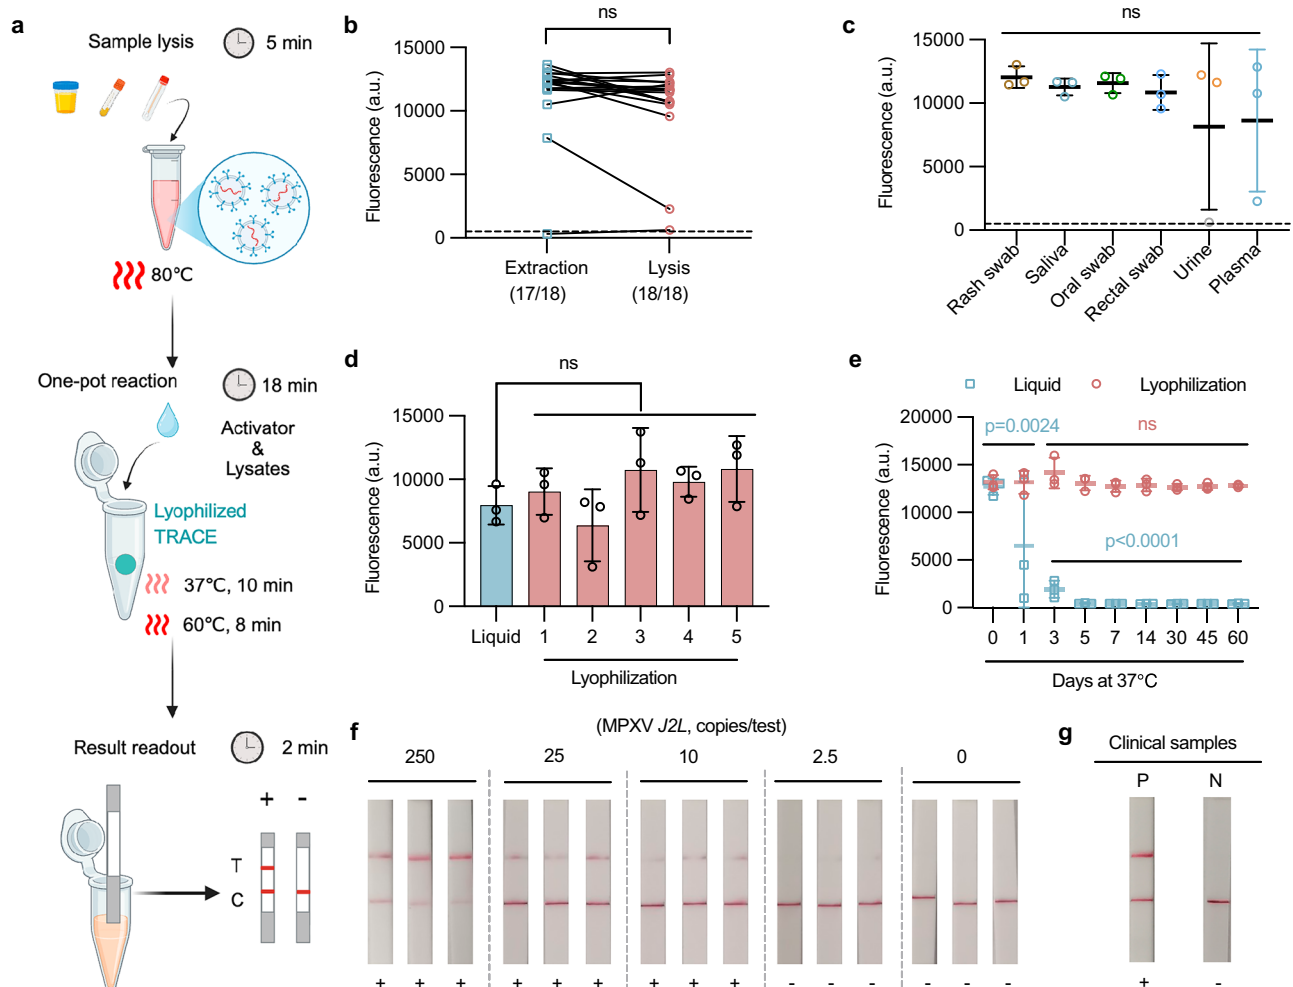 a
Sample lysis
5 min
80℃
One-pot reaction
18 min
Activator
&
Lysates
Lyophilized
TRACE
37℃, 10 min
60℃, 8 min
Result readout
2 min
+ -
T
C
b
ns
Fluorescence (a.u.)
15000
10000
5000
0
Extraction
(17/18)
Lysis
(18/18)
c
ns
Fluorescence (a.u.)
15000
10000
5000
0
Rash swab
Saliva
Oral swab
Rectal swab
Urine
Plasma
d
ns
Fluorescence (a.u.)
15000
10000
5000
0
Liquid 1 2 3 4 5
Lyophilization
e
Liquid
Lyophilization
Fluorescence (a.u.)
20000
15000
10000
5000
0
p=0.0024
ns
p<0.0001
0 1 3 5 7 14 30 45 60
Days at 37°C
f
(MPXV J2L, copies/test)
250 25 10 2.5 0
+ + + + + + + + + - - - - - -
g
Clinical samples
P N
+ -